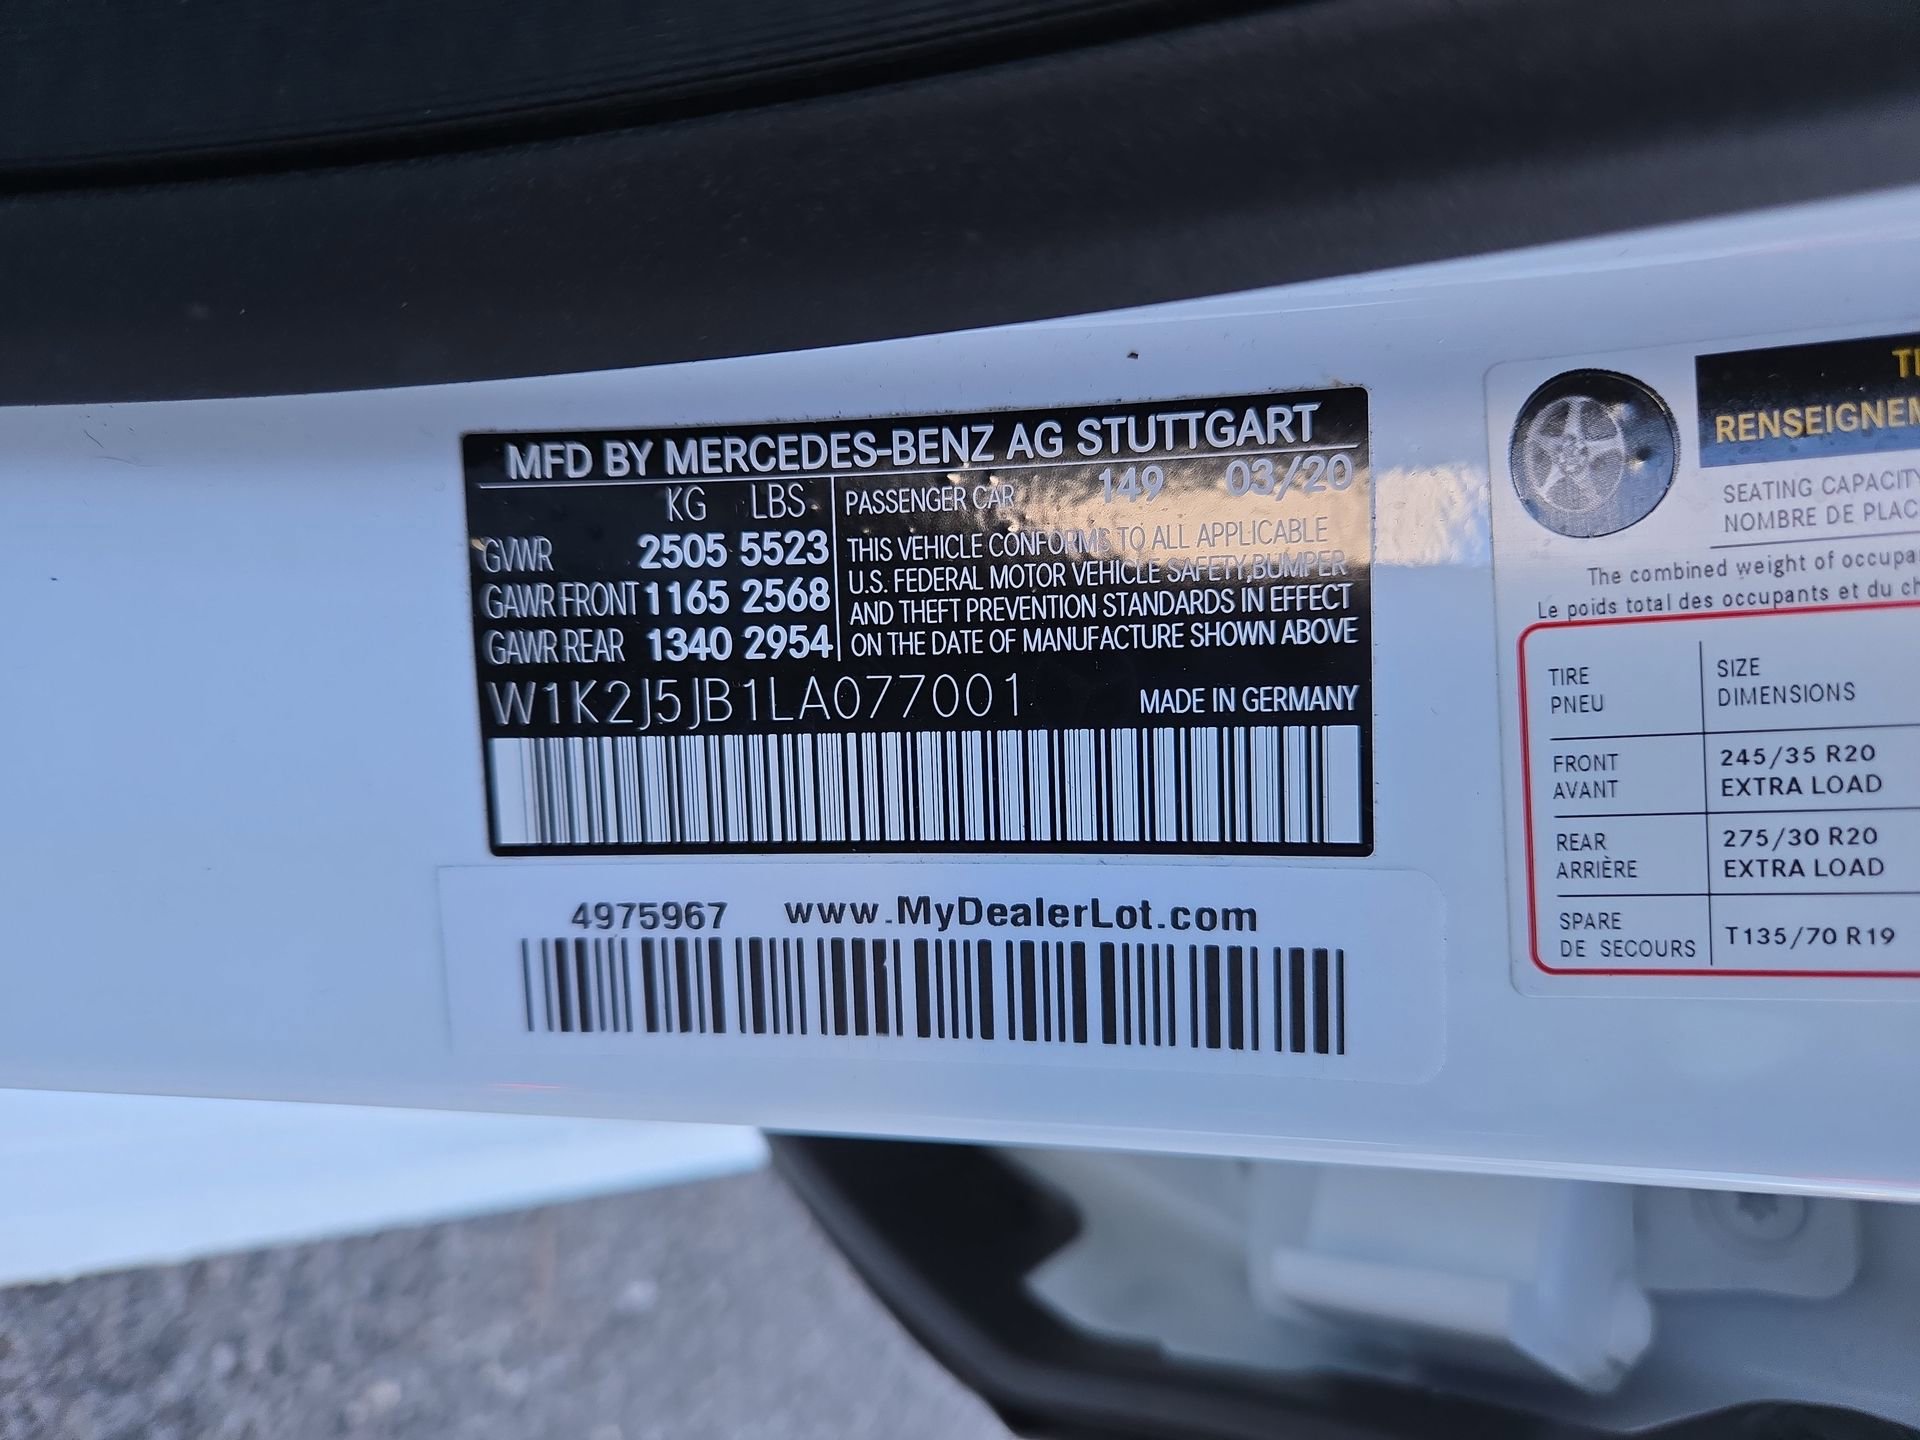 MFD BY MERCEDES-BENZ AG STUTTGART
KG LBS
GVWR 2505 5523
GAWR FRONT 1165 2568
GAWR REAR 1340 2954
PASSENGER CAR 149 03/20
THIS VEHICLE CONFORMS TO ALL APPLICABLE
U.S. FEDERAL MOTOR VEHICLE SAFETY,BUMPER
AND THEFT PREVENTION STANDARDS IN EFFECT
ON THE DATE OF MANUFACTURE SHOWN ABOVE
W1K2J5JB1LA077001 MADE IN GERMANY
4975967 www.MyDealerLot.com
RENSEIGNEM
SEATING CAPACITY
NOMBRE DE PLAC
The combined weight of occupa
Le poids total des occupants et du ch
TIRE
PNEU
SIZE
DIMENSIONS
FRONT
AVANT
245/35 R20
EXTRA LOAD
REAR
ARRIÈRE
275/30 R20
EXTRA LOAD
SPARE
DE SECOURS
T135/70 R19